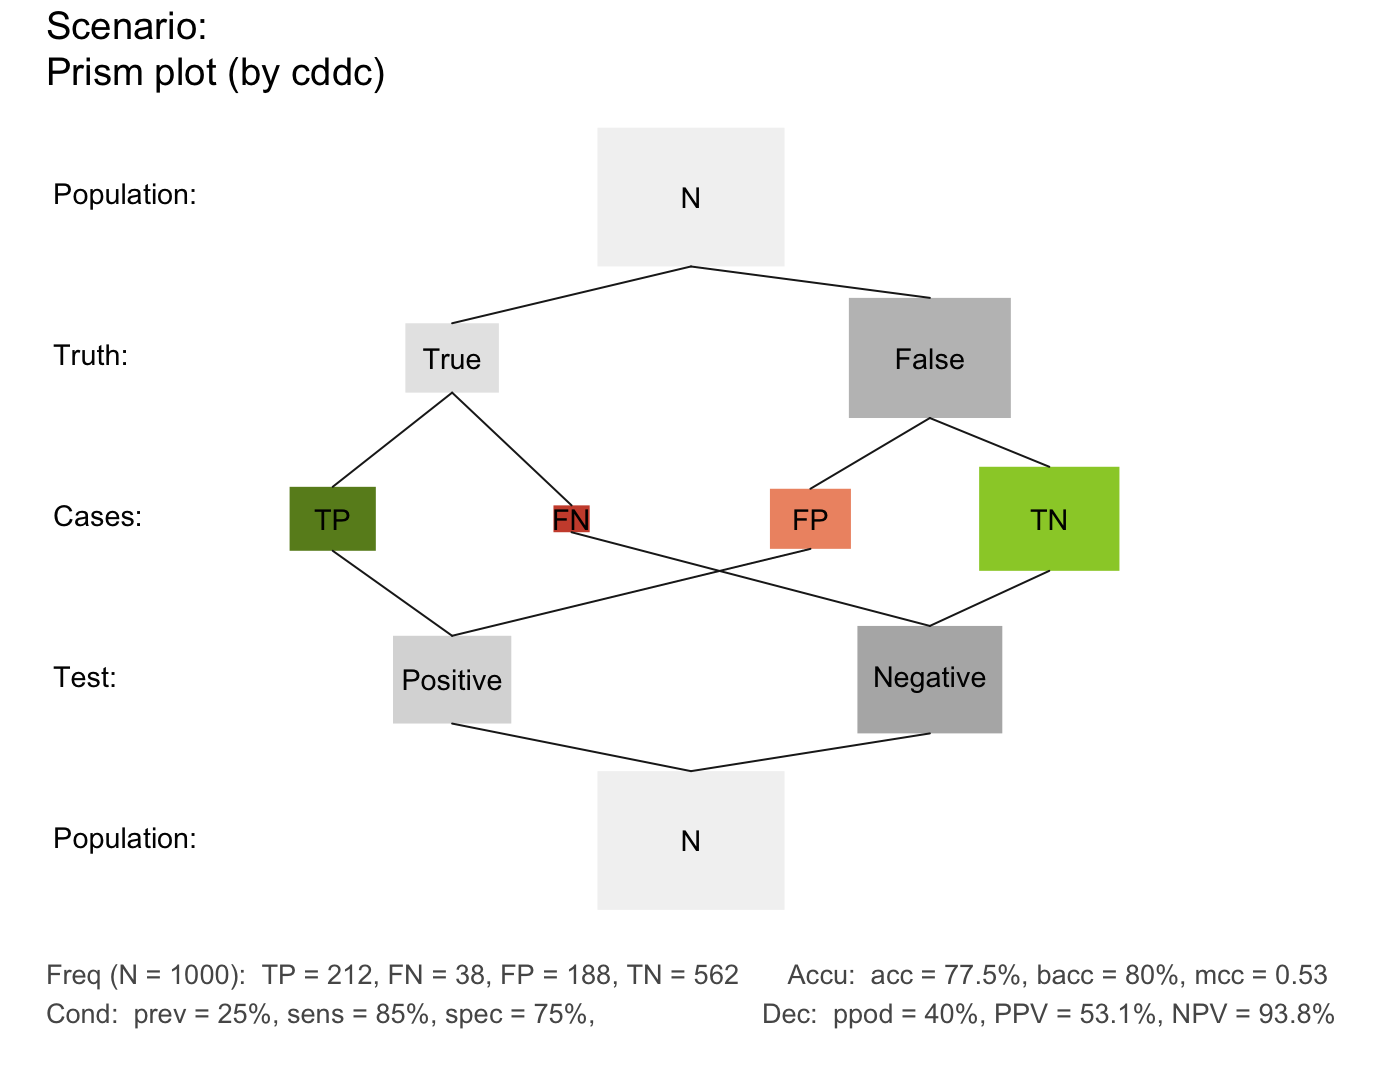 Scenario:
Prism plot (by cddc)
Population:
N
Truth:
True
False
Cases:
TP
FN
FP
TN
Test:
Positive
Negative
Population:
N
Freq (N = 1000):  TP = 212, FN = 38, FP = 188, TN = 562
Accu:  acc = 77.5%, bacc = 80%, mcc = 0.53
Cond:  prev = 25%, sens = 85%, spec = 75%,
Dec:  ppod = 40%, PPV = 53.1%, NPV = 93.8%